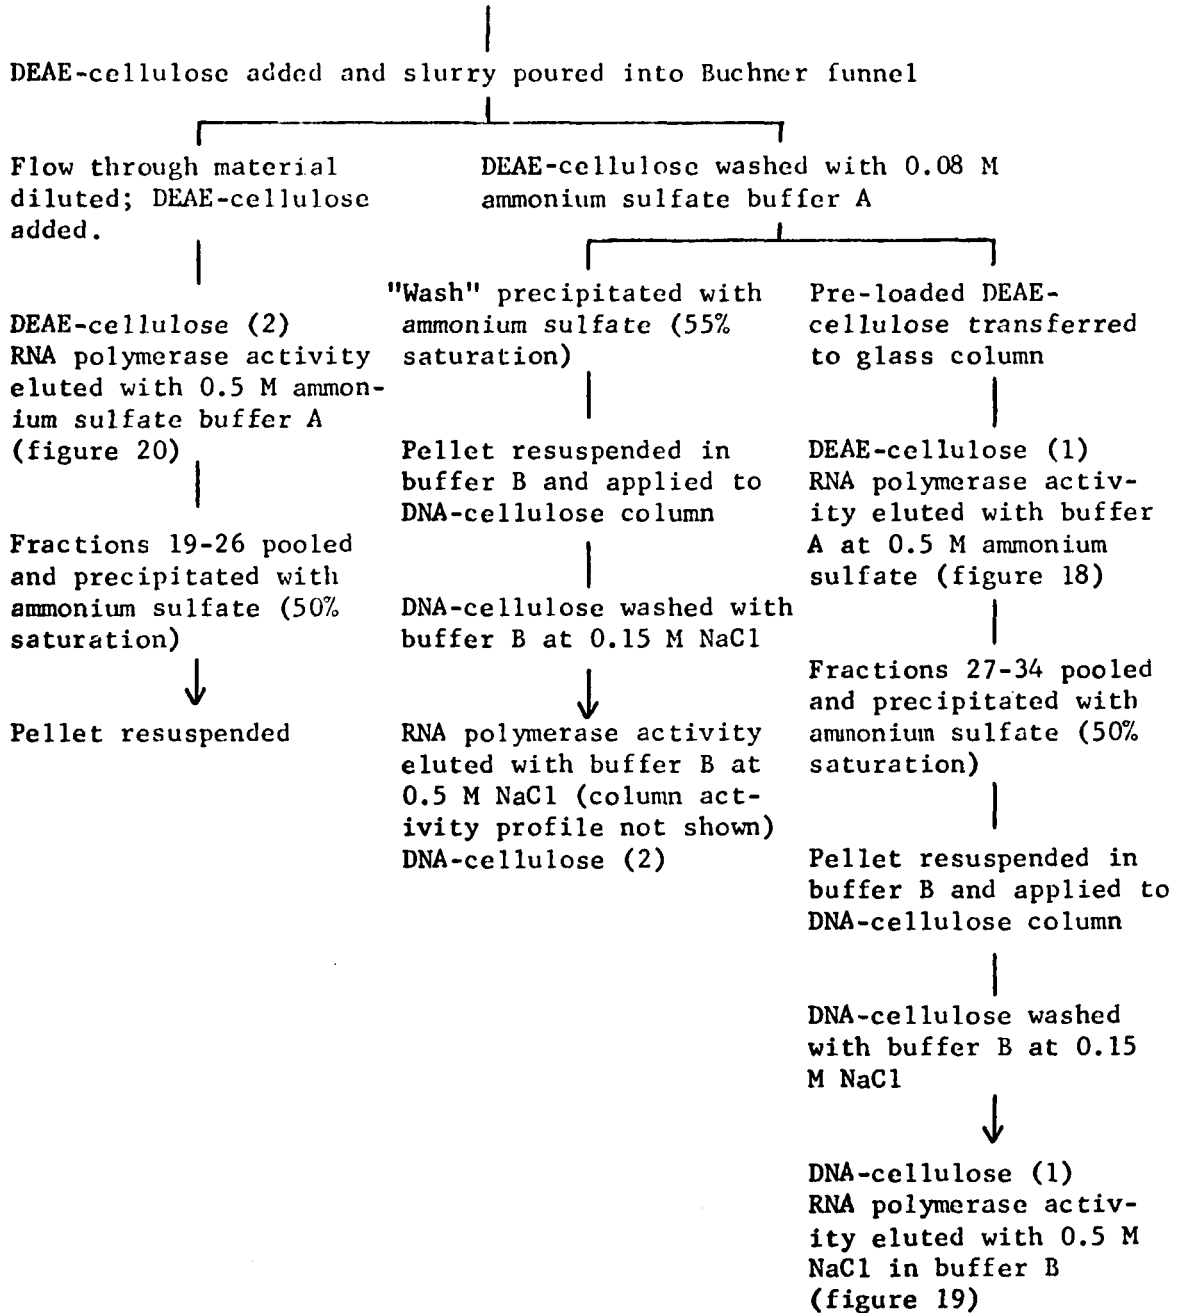 DEAE-cellulose added and slurry poured into Buchner funnel
Flow through material
diluted; DEAE-cellulose
added.
DEAE-cellulose (2)
RNA polymerase activity
eluted with 0.5 M ammon-
ium sulfate buffer A
(figure 20)
Fractions 19-26 pooled
and precipitated with
ammonium sulfate (50%
saturation)
Pellet resuspended
DEAE-cellulose washed with 0.08 M
ammonium sulfate buffer A
"Wash" precipitated with
ammonium sulfate (55%
saturation)
Pellet resuspended in
buffer B and applied to
DNA-cellulose column
DNA-cellulose washed with
buffer B at 0.15 M NaCl
RNA polymerase activity
eluted with buffer B at
0.5 M NaCl (column act-
ivity profile not shown)
DNA-cellulose (2)
Pre-loaded DEAE-
cellulose transferred
to glass column
DEAE-cellulose (1)
RNA polymerase activ-
ity eluted with buffer
A at 0.5 M ammonium
sulfate (figure 18)
Fractions 27-34 pooled
and precipitated with
ammonium sulfate (50%
saturation)
Pellet resuspended in
buffer B and applied to
DNA-cellulose column
DNA-cellulose washed
with buffer B at 0.15
M NaCl
DNA-cellulose (1)
RNA polymerase activ-
ity eluted with 0.5 M
NaCl in buffer B
(figure 19)